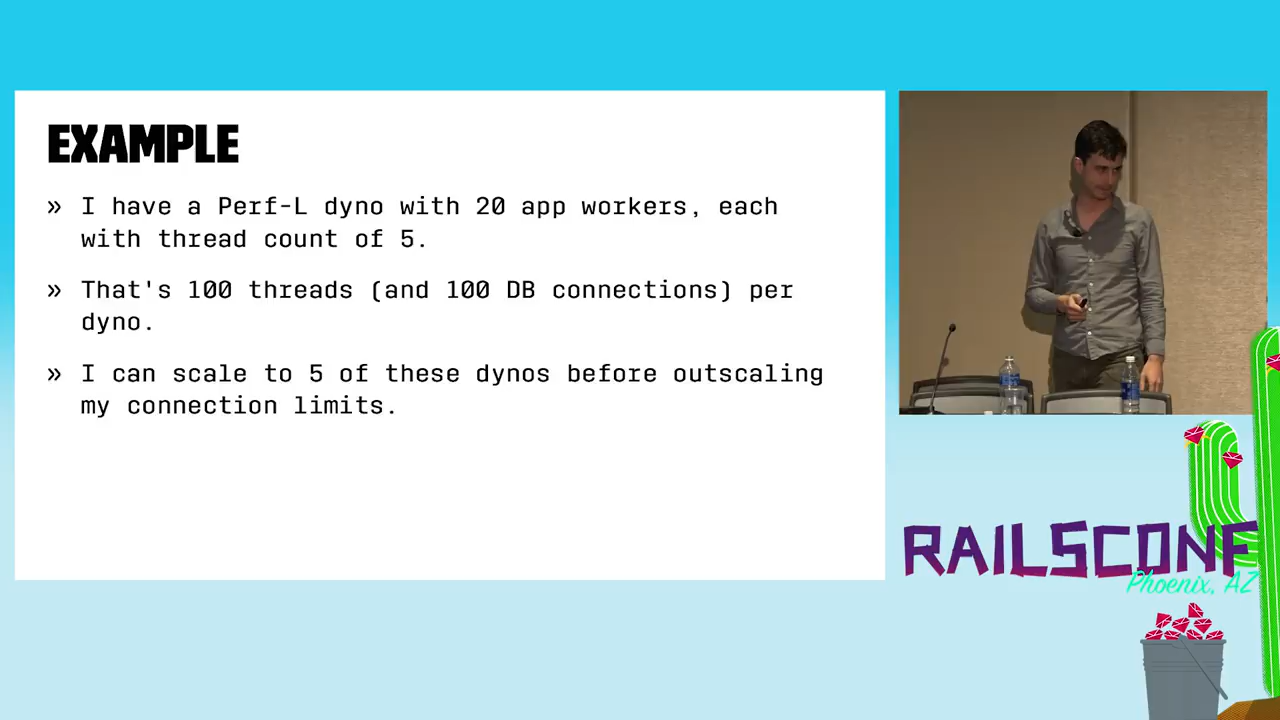 EXAMPLE
» I have a Perf-L dyno with 20 app workers, each
with thread count of 5.
» That's 100 threads (and 100 DB connections) per
dyno.
» I can scale to 5 of these dynos before outscaling
my connection limits.
RAILSCONF
Phoenix, AZ